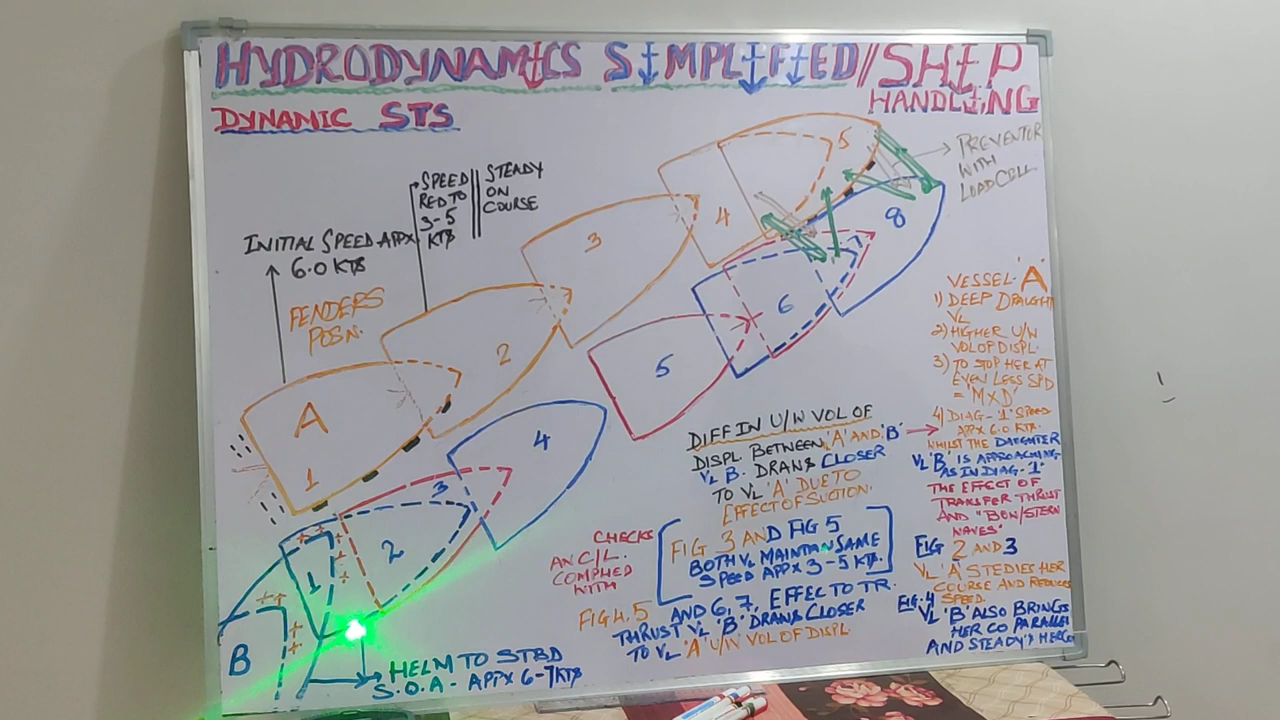 HYDRODYNAMICS SIMPLIFIED//SHIP
HANDLING
DYNAMIC STS
SPEED
RED TO
3-5
KTS
STEADY
ON
COURSE
INITIAL SPEED APPX
6.0 KTS
FENDERS
POSN.
PREVENTOR
WITH
LOAD CELL
A
1
2
3
4
5
B
1
2
3
4
5
6
7
8
HELM TO STBD
S.O.A - APPX 6-7KTS
DIFF IN U/W VOL OF
DISPL BETWEEN 'A' AND 'B'
VL B. DRAWS CLOSER
TO VL 'A' DUE TO
EFFECT OF SUCTION.
CHECKS
AN C/L.
COMPLIED
WITH
FIG 3 AND FIG 5
BOTH VL MAINTAIN SAME
SPEED APPX 3-5 KTS.
FIG 4.5 AND 6,7, EFFEC TO TR.
THRUST VL 'B' DRAWS CLOSER
TO VL 'A' U/W VOL OF DISPL
VESSEL 'A'
1) DEEP DRAUGHT
VL
2) HIGHER U/W
VOL OF DISPL.
3) TO STOP HER AT
EVEN LESS SPD
= 'M×D'
4) DIAG-'1' SPEED
APPX 6.0 KTS.
WHILST THE DAUGHTER
VL 'B' IS APPROACHING
AS IN DIAG-'1'
THE EFFECT OF
TRANSFER THRUST
AND "BOW/STERN
WAVES"
FIG 2 AND 3
VL 'A' STEDIES HER
COURSE AND REDUCES
SPEED.
FIG.4
VL 'B' ALSO BRINGS
HER CO PARALLEL
AND STEADY'S HER